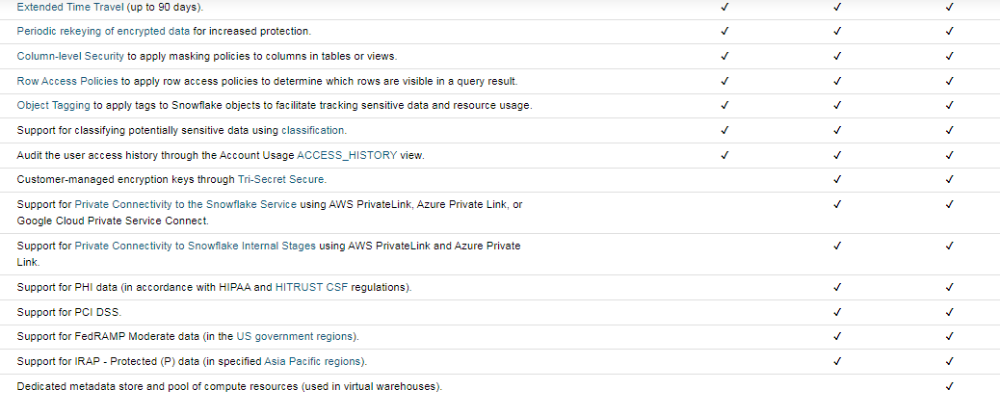 Extended Time Travel (up to 90 days). ✓ ✓ ✓
Periodic rekeying of encrypted data for increased protection. ✓ ✓ ✓
Column-level Security to apply masking policies to columns in tables or views. ✓ ✓ ✓
Row Access Policies to apply row access policies to determine which rows are visible in a query result. ✓ ✓ ✓
Object Tagging to apply tags to Snowflake objects to facilitate tracking sensitive data and resource usage. ✓ ✓ ✓
Support for classifying potentially sensitive data using classification. ✓ ✓ ✓
Audit the user access history through the Account Usage ACCESS_HISTORY view. ✓ ✓ ✓
Customer-managed encryption keys through Tri-Secret Secure. ✓ ✓
Support for Private Connectivity to the Snowflake Service using AWS PrivateLink, Azure Private Link, or ✓ ✓
Google Cloud Private Service Connect.
Support for Private Connectivity to Snowflake Internal Stages using AWS PrivateLink and Azure Private ✓ ✓
Link.
Support for PHI data (in accordance with HIPAA and HITRUST CSF regulations). ✓ ✓
Support for PCI DSS. ✓ ✓
Support for FedRAMP Moderate data (in the US government regions). ✓ ✓
Support for IRAP - Protected (P) data (in specified Asia Pacific regions). ✓ ✓
Dedicated metadata store and pool of compute resources (used in virtual warehouses). ✓